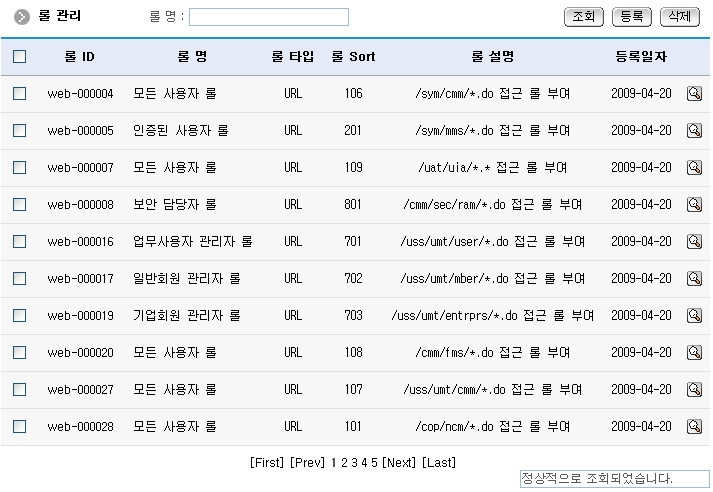 롤 관리 롤 명 : 조회 등록 삭제
롤 ID 롤 명 롤 타입 롤 Sort 롤 설명 등록일자
web-000004 모든 사용자 롤 URL 106 /sym/cmm/*.do 접근 롤 부여 2009-04-20
web-000005 인증된 사용자 롤 URL 201 /sym/mms/*.do 접근 롤 부여 2009-04-20
web-000007 모든 사용자 롤 URL 109 /uat/uia/*.* 접근 롤 부여 2009-04-20
web-000008 보안 담당자 롤 URL 801 /cmm/sec/ram/*.do 접근 롤 부여 2009-04-20
web-000016 업무사용자 관리자 롤 URL 701 /uss/umt/user/*.do 접근 롤 부여 2009-04-20
web-000017 일반회원 관리자 롤 URL 702 /uss/umt/mber/*.do 접근 롤 부여 2009-04-20
web-000019 기업회원 관리자 롤 URL 703 /uss/umt/entrprs/*.do 접근 롤 부여 2009-04-20
web-000020 모든 사용자 롤 URL 108 /cmm/fms/*.do 접근 롤 부여 2009-04-20
web-000027 모든 사용자 롤 URL 107 /uss/umt/cmm/*.do 접근 롤 부여 2009-04-20
web-000028 모든 사용자 롤 URL 101 /cop/ncm/*.do 접근 롤 부여 2009-04-20
[First] [Prev] 1 2 3 4 5 [Next] [Last]
정상적으로 조회되었습니다.